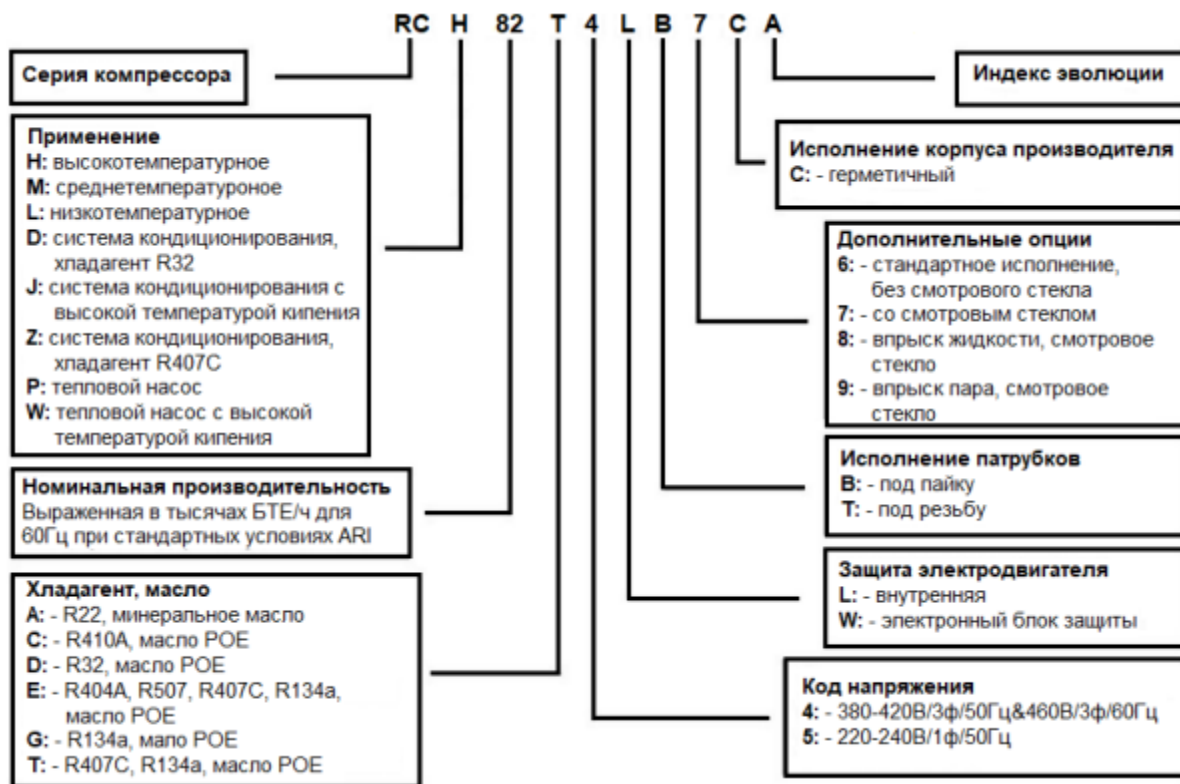 RC H 82 T 4 L B 7 C A
Серия компрессора
Применение
H: высокотемпературное
M: среднетемпературоное
L: низкотемпературное
D: система кондиционирования,
хладагент R32
J: система кондиционирования с
высокой температурой кипения
Z: система кондиционирования,
хладагент R407C
P: тепловой насос
W: тепловой насос с высокой
температурой кипения
Номинальная производительность
Выраженная в тысячах БТЕ/ч для
60Гц при стандартных условиях ARI
Хладагент, масло
A: - R22, минеральное масло
C: - R410A, масло POE
D: - R32, масло POE
E: - R404A, R507, R407C, R134a,
масло POE
G: - R134a, мапо POE
T: - R407C, R134a, масло POE
Индекс эволюции
Исполнение корпуса производителя
C: - герметичный
Дополнительные опции
6: - стандартное исполнение,
без смотрового стекла
7: - со смотровым стеклом
8: - впрыск жидкости, смотровое
стекло
9: - впрыск пара, смотровое
стекло
Исполнение патрубков
B: - под пайку
T: - под резьбу
Защита электродвигателя
L: - внутренняя
W: - электронный блок защиты
Код напряжения
4: - 380-420В/3ф/50Гц&460В/3ф/60Гц
5: - 220-240В/1ф/50Гц